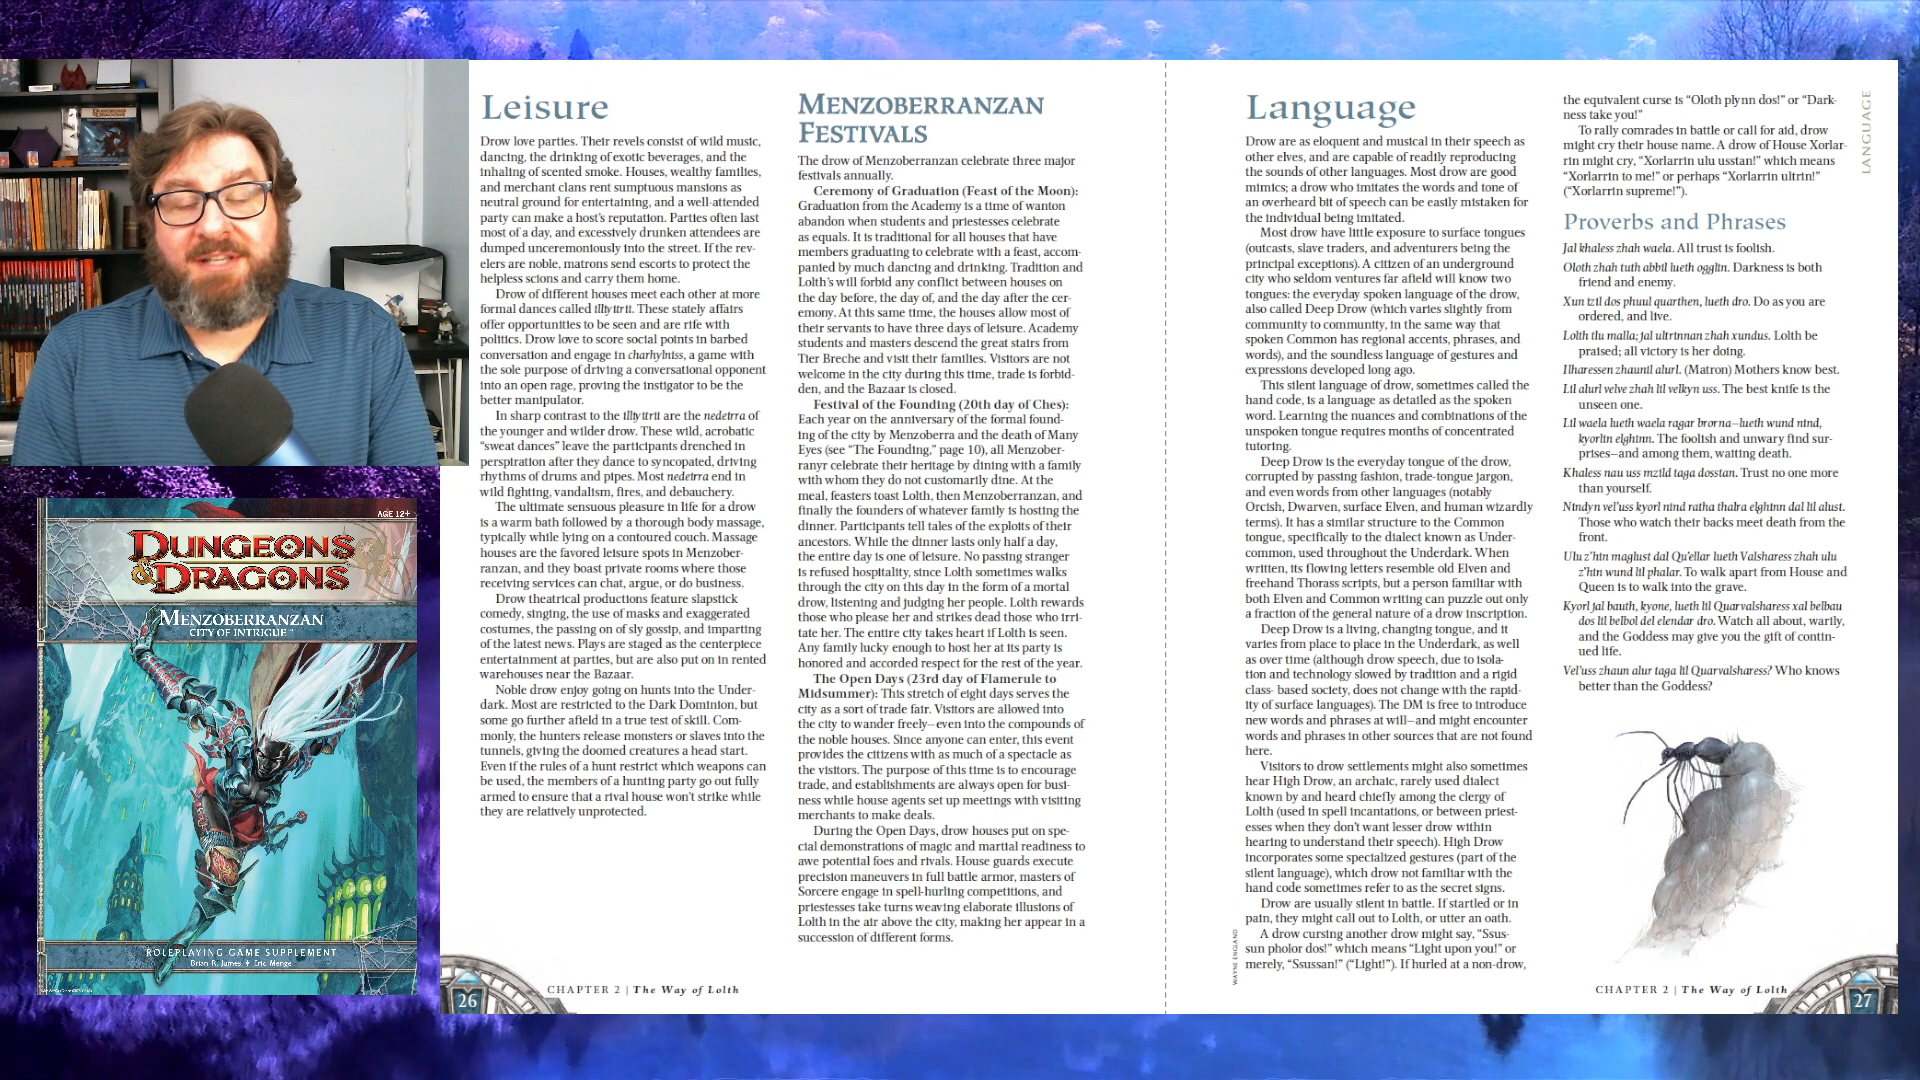 Leisure
Drow love parties. Their revels consist of wild music,
dancing, the drinking of exotic beverages, and the
inhaling of scented smoke. Houses, wealthy families,
and merchant clans rent sumptuous mansions as
neutral ground for entertaining, and a well-attended
party can make a host's reputation. Parties often last
most of a day, and excessively drunken attendees are
dumped unceremoniously into the street. If the rev-
elers are noble, matrons send escorts to protect the
helpless scions and carry them home.
Drow of different houses meet each other at more
formal dances called illiyitrii. These stately affairs
offer opportunities to be seen and are rife with
politics. Drow love to score social points in barbed
conversation and engage in charhybniss, a game with
the sole purpose of driving a conversational opponent
into an open rage, proving the instigator to be the
better manipulator.
In sharp contrast to the illiyitrii are the nedeirra of
the younger and wilder drow. These wild, acrobatic
“sweat dances” leave the participants drenched in
perspiration after they dance to syncopated, driving
rhythms of drums and pipes. Most nedeirra end in
wild fighting, vandalism, fires, and debauchery.
The ultimate sensuous pleasure in life for a drow
is a warm bath followed by a thorough body massage,
typically while lying on a contoured couch. Massage
houses are the favored leisure spots in Menzober-
ranzan, and they boast private rooms where those
receiving services can chat, argue, or do business.
Drow theatrical productions feature slapstick
comedy, singing, the use of masks and exaggerated
costumes, the passing on of sly gossip, and imparting
of the latest news. Plays are staged as the centerpiece
entertainment at parties, but are also put on in rented
warehouses near the Bazaar.
Noble drow enjoy going on hunts into the Under-
dark. Most are restricted to the Dark Dominion, but
some go further afield in a true test of skill. Com-
monly, the hunters release monsters or slaves into the
tunnels, giving the doomed creatures a head start.
Even if the rules of a hunt restrict which weapons can
be used, the members of a hunting party go out fully
armed to ensure that a rival house won't strike while
they are relatively unprotected.
MENZOBERRANZAN
FESTIVALS
The drow of Menzoberranzan celebrate three major
festivals annually.
Ceremony of Graduation (Feast of the Moon):
Graduation from the Academy is a time of wanton
abandon when students and priestesses celebrate
as equals. It is traditional for all houses that have
members graduating to celebrate with a feast, accom-
panied by much dancing and drinking. Tradition and
Lolth's will forbid any conflict between houses on
the day before, the day of, and the day after the cer-
emony. At this same time, the houses allow most of
their servants to have three days of leisure. Academy
students and masters descend the great stairs from
Tier Breche and visit their families. Visitors are not
welcome in the city during this time, trade is forbid-
den, and the Bazaar is closed.
Festival of the Founding (20th day of Ches):
Each year on the anniversary of the formal found-
ing of the city by Menzoberra and the death of Many
Eyes (see “The Founding,” page 10), all Menzober-
ranyr celebrate their heritage by dining with a family
with whom they do not customarily dine. At the
meal, feasters toast Lolth, then Menzoberranzan, and
finally the founders of whatever family is hosting the
dinner. Participants tell tales of the exploits of their
ancestors. While the dinner lasts only half a day,
the entire day is one of leisure. No passing stranger
is refused hospitality, since Lolth sometimes walks
through the city on this day in the form of a mortal
drow, listening and judging her people. Lolth rewards
those who please her and strikes dead those who irri-
tate her. The entire city takes heart if Lolth is seen.
Any family lucky enough to host her at its party is
honored and accorded respect for the rest of the year.
The Open Days (23rd day of Flamerule to
Midsummer): This stretch of eight days serves the
city as a sort of trade fair. Visitors are allowed into
the city to wander freely—even into the compounds of
the noble houses. Since anyone can enter, this event
provides the citizens with as much of a spectacle as
the visitors. The purpose of this time is to encourage
trade, and establishments are always open for busi-
ness while house agents set up meetings with visiting
merchants to make deals.
During the Open Days, drow houses put on spe-
cial demonstrations of magic and martial readiness to
awe potential foes and rivals. House guards execute
precision maneuvers in full battle armor, masters of
Sorcere engage in spell-hurling competitions, and
priestesses take turns weaving elaborate illusions of
Lolth in the air above the city, making her appear in a
succession of different forms.
26
CHAPTER 2 | The Way of Lolth
Language
Drow are as eloquent and musical in their speech as
other elves, and are capable of readily reproducing
the sounds of other languages. Most drow are good
mimics; a drow who imitates the words and tone of
an overheard bit of speech can be easily mistaken for
the individual being imitated.
Most drow have little exposure to surface tongues
(outcasts, slave traders, and adventurers being the
principal exceptions). A citizen of an underground
city who seldom ventures far afield will know two
tongues: the everyday spoken language of the drow,
also called Deep Drow (which varies slightly from
community to community, in the same way that
spoken Common has regional accents, phrases, and
words), and the soundless language of gestures and
expressions developed long ago.
This silent language of drow, sometimes called the
hand code, is a language as detailed as the spoken
word. Learning the nuances and combinations of the
unspoken tongue requires months of concentrated
tutoring.
Deep Drow is the everyday tongue of the drow,
corrupted by passing fashion, trade-tongue jargon,
and even words from other languages (notably
Orcish, Dwarven, surface Elven, and human wizardly
terms). It has a similar structure to the Common
tongue, specifically to the dialect known as Under-
common, used throughout the Underdark. When
written, its flowing letters resemble old Elven and
freehand Thorass scripts, but a person familiar with
both Elven and Common writing can puzzle out only
a fraction of the general nature of a drow inscription.
Deep Drow is a living, changing tongue, and it
varies from place to place in the Underdark, as well
as over time (although drow speech, due to isola-
tion and technology slowed by tradition and a rigid
class- based society, does not change with the rapid-
ity of surface languages). The DM is free to introduce
new words and phrases at will—and might encounter
words and phrases in other sources that are not found
here.
Visitors to drow settlements might also sometimes
hear High Drow, an archaic, rarely used dialect
known by and heard chiefly among the clergy of
Lolth (used in spell incantations, or between priest-
esses when they don't want lesser drow within
hearing to understand their speech). High Drow
incorporates some specialized gestures (part of the
silent language), which drow not familiar with the
hand code sometimes refer to as the secret signs.
Drow are usually silent in battle. If startled or in
pain, they might call out to Lolth, or utter an oath.
A drow cursing another drow might say, “Ssus-
sun pholor dos!” which means “Light upon you!” or
merely, “Ssussan!” (“Light!”). If hurled at a non-drow,
WAYNE ENGLAND
the equivalent curse is “Oloth plynn dos!” or “Dark-
ness take you!”
To rally comrades in battle or call for aid, drow
might cry their house name. A drow of House Xorlar-
rin might cry, “Xorlarrin ulu usstan!” which means
“Xorlarrin to me!” or perhaps “Xorlarrin ultrin!”
(“Xorlarrin supreme!”).
Proverbs and Phrases
Jal khaless zhah waela. All trust is foolish.
Oloth zhah tuth abbil lueth ogglin. Darkness is both
friend and enemy.
Xun izil dos phuul quarthen, lueth dro. Do as you are
ordered, and live.
Lolth tlu malla; jal ultrinnan zhah xundus. Lolth be
praised; all victory is her doing.
Ilharessen zhaunil alurl. (Matron) Mothers know best.
Lil alurl velve zhah lil velkyn uss. The best knife is the
unseen one.
Lil waela lueth waela ragar brorna—lueth wund nind,
kyorlin elghinn. The foolish and unwary find sur-
prises—and among them, waiting death.
Khaless nau uss mzild taga dosstan. Trust no one more
than yourself.
Nindyn vel'uss kyorl nind ratha thalra elghinn dal lil alust.
Those who watch their backs meet death from the
front.
Ulu z'hin maglust dal Qu'ellar lueth Valsharess zhah ulu
z'hin wund lil phalar. To walk apart from House and
Queen is to walk into the grave.
Kyorl jal bauth, kyone, lueth lil Quarvalsharess xal belbau
dos lil belbol del elendar dro. Watch all about, warily,
and the Goddess may give you the gift of contin-
ued life.
Vel'uss zhaun alur taga lil Quarvalsharess? Who knows
better than the Goddess?
LANGUAGE
CHAPTER 2 | The Way of Lolth
27
AGE 12+
DUNGEONS
& DRAGONS
MENZOBERRANZAN
CITY OF INTRIGUE™
ROLEPLAYING GAME SUPPLEMENT
Brian R. James ✦ Eric Menge